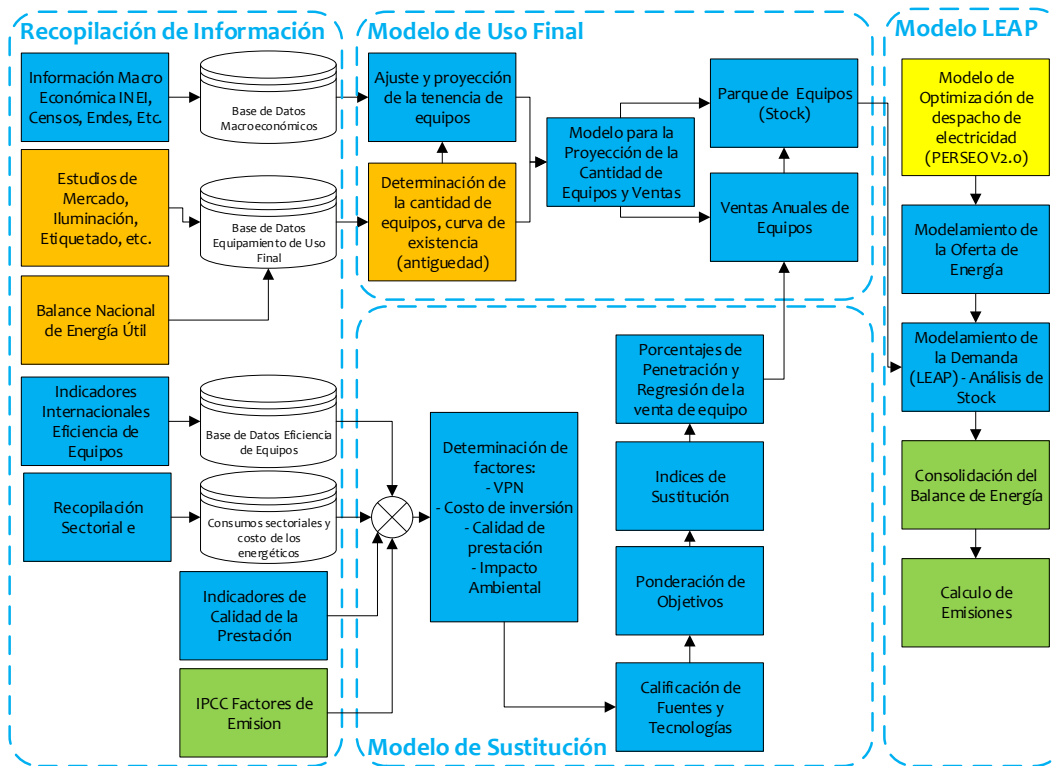 Recopilación de Información
Información Macro
Económica INEI,
Censos, Endes, Etc.
Base de Datos
Macroeconómicos
Estudios de
Mercado,
Iluminación,
Etiquetado, etc.
Base de Datos
Equipamiento de Uso
Final
Balance Nacional
de Energía Útil
Indicadores
Internacionales
Eficiencia de
Equipos
Base de Datos Eficiencia
de Equipos
Recopilación
Sectorial e
Consumos sectoriales y
costo de los
energéticos
Indicadores de
Calidad de la
Prestación
IPCC Factores de
Emision
Modelo de Uso Final
Ajuste y proyección
de la tenencia de
equipos
Determinación de
la cantidad de
equipos, curva de
existencia
(antiguedad)
Modelo para la
Proyección de la
Cantidad de
Equipos y Ventas
Parque de Equipos
(Stock)
Ventas Anuales de
Equipos
Determinación de
factores:
- VPN
- Costo de inversión
- Calidad de
prestación
- Impacto
Ambiental
Porcentajes de
Penetración y
Regresión de la
venta de equipo
Indices de
Sustitución
Ponderación de
Objetivos
Calificación de
Fuentes y
Tecnologías
Modelo de Sustitución
Modelo LEAP
Modelo de
Optimización de
despacho de
electricidad
(PERSEO V2.0)
Modelamiento de
la Oferta de
Energía
Modelamiento de
la Demanda
(LEAP) - Análisis de
Stock
Consolidación del
Balance de Energía
Calculo de
Emisiones